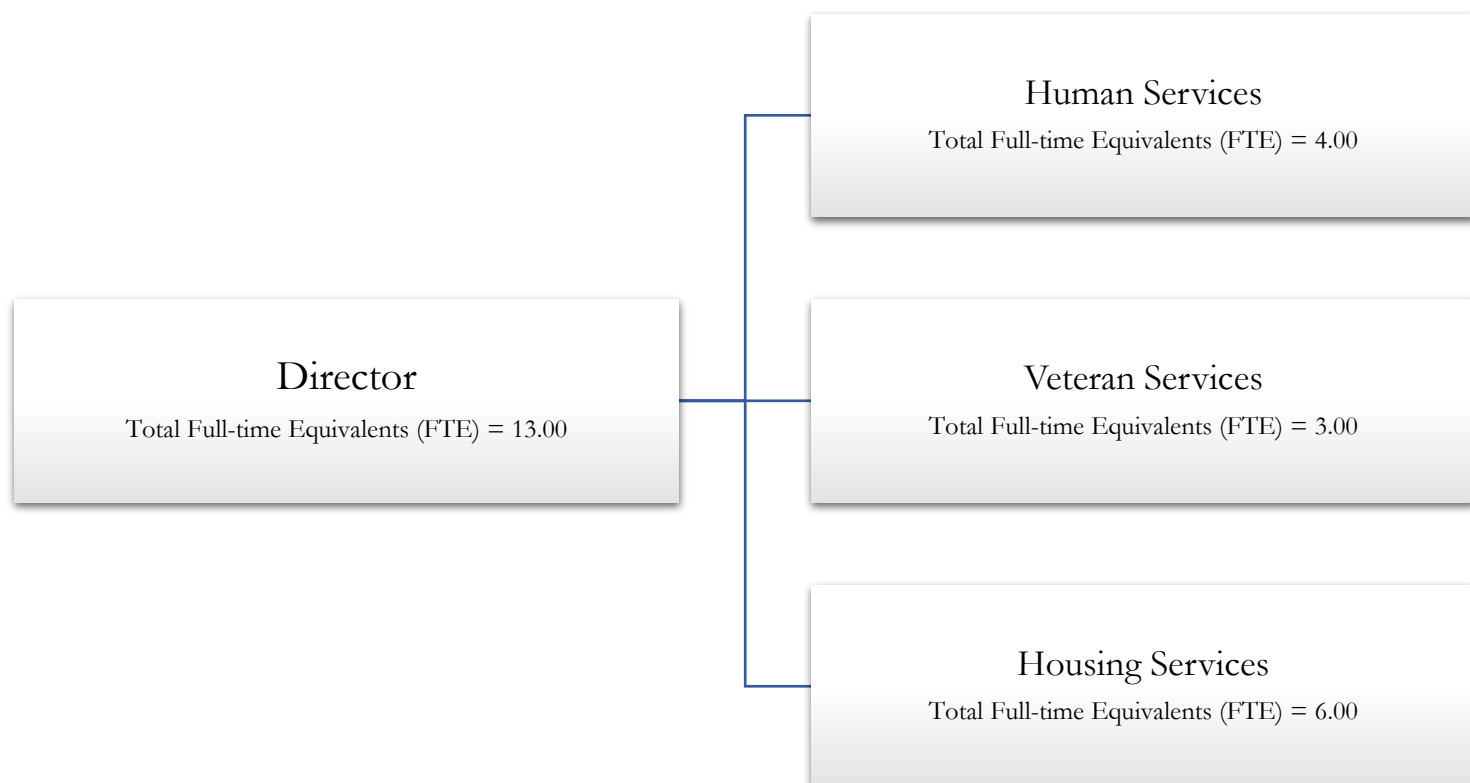 Director
Total Full-time Equivalents (FTE) = 13.00
Human Services
Total Full-time Equivalents (FTE) = 4.00
Veteran Services
Total Full-time Equivalents (FTE) = 3.00
Housing Services
Total Full-time Equivalents (FTE) = 6.00